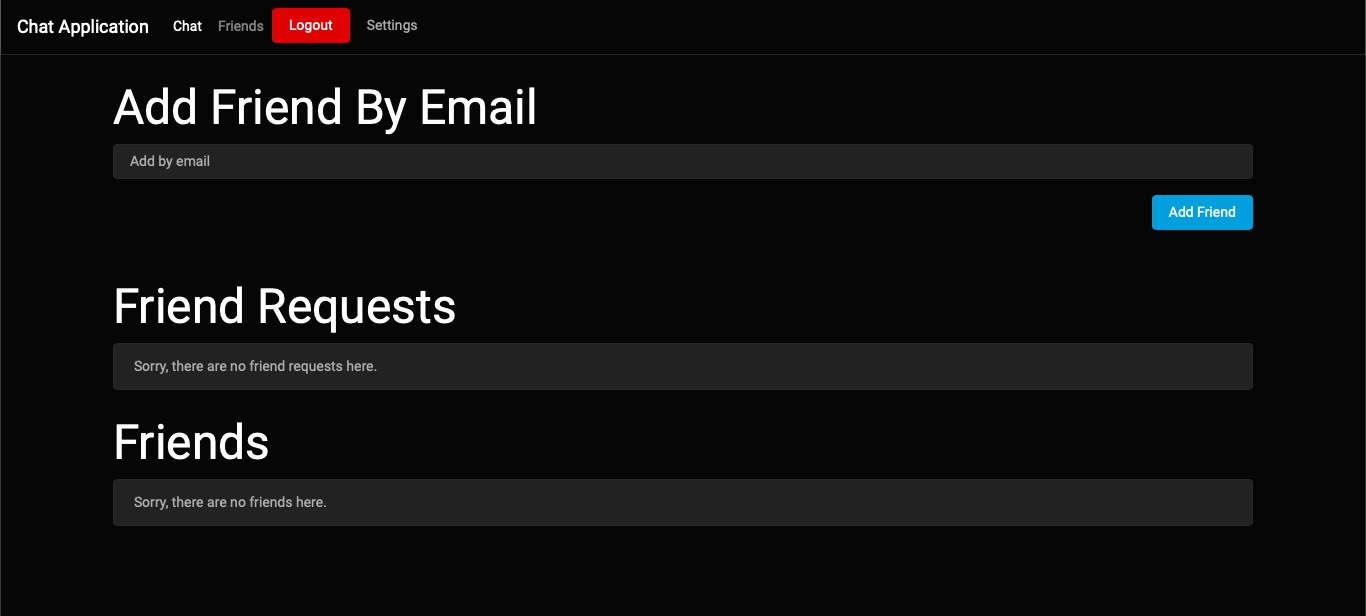 Chat Application Chat Friends Logout Settings
Add Friend By Email
Add by email
Add Friend
Friend Requests
Sorry, there are no friend requests here.
Friends
Sorry, there are no friends here.